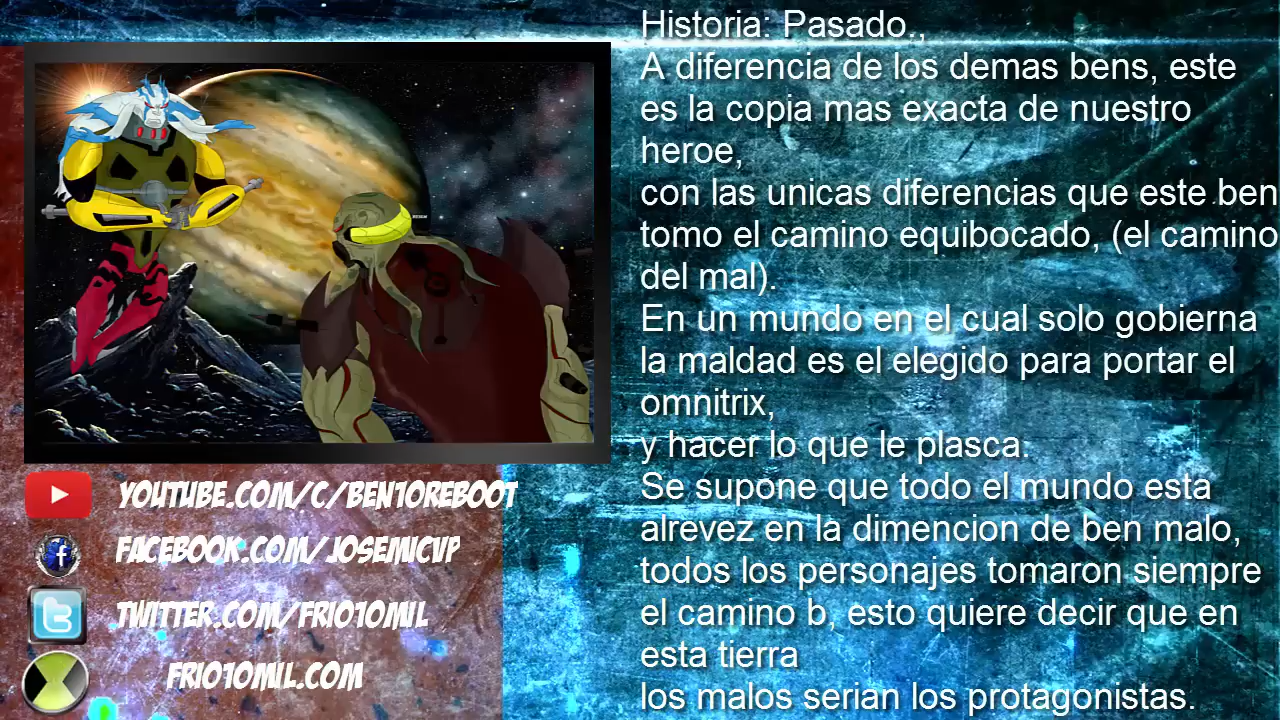 Historia: Pasado.,
A diferencia de los demas bens, este
es la copia mas exacta de nuestro
heroe,
con las unicas diferencias que este ben
tomo el camino equibocado, (el camino
del mal).
En un mundo en el cual solo gobierna
la maldad es el elegido para portar el
omnitrix,
y hacer lo que le plasca.
Se supone que todo el mundo esta
alrevez en la dimencion de ben malo,
todos los personajes tomaron siempre
el camino b, esto quiere decir que en
esta tierra
los malos serian los protagonistas.
YOUTUBE.COM/C/BEN10REBOOT
FACEBOOK.COM/JOSEMICVP
TWITTER.COM/FRIO10MIL
FRIO10MIL.COM